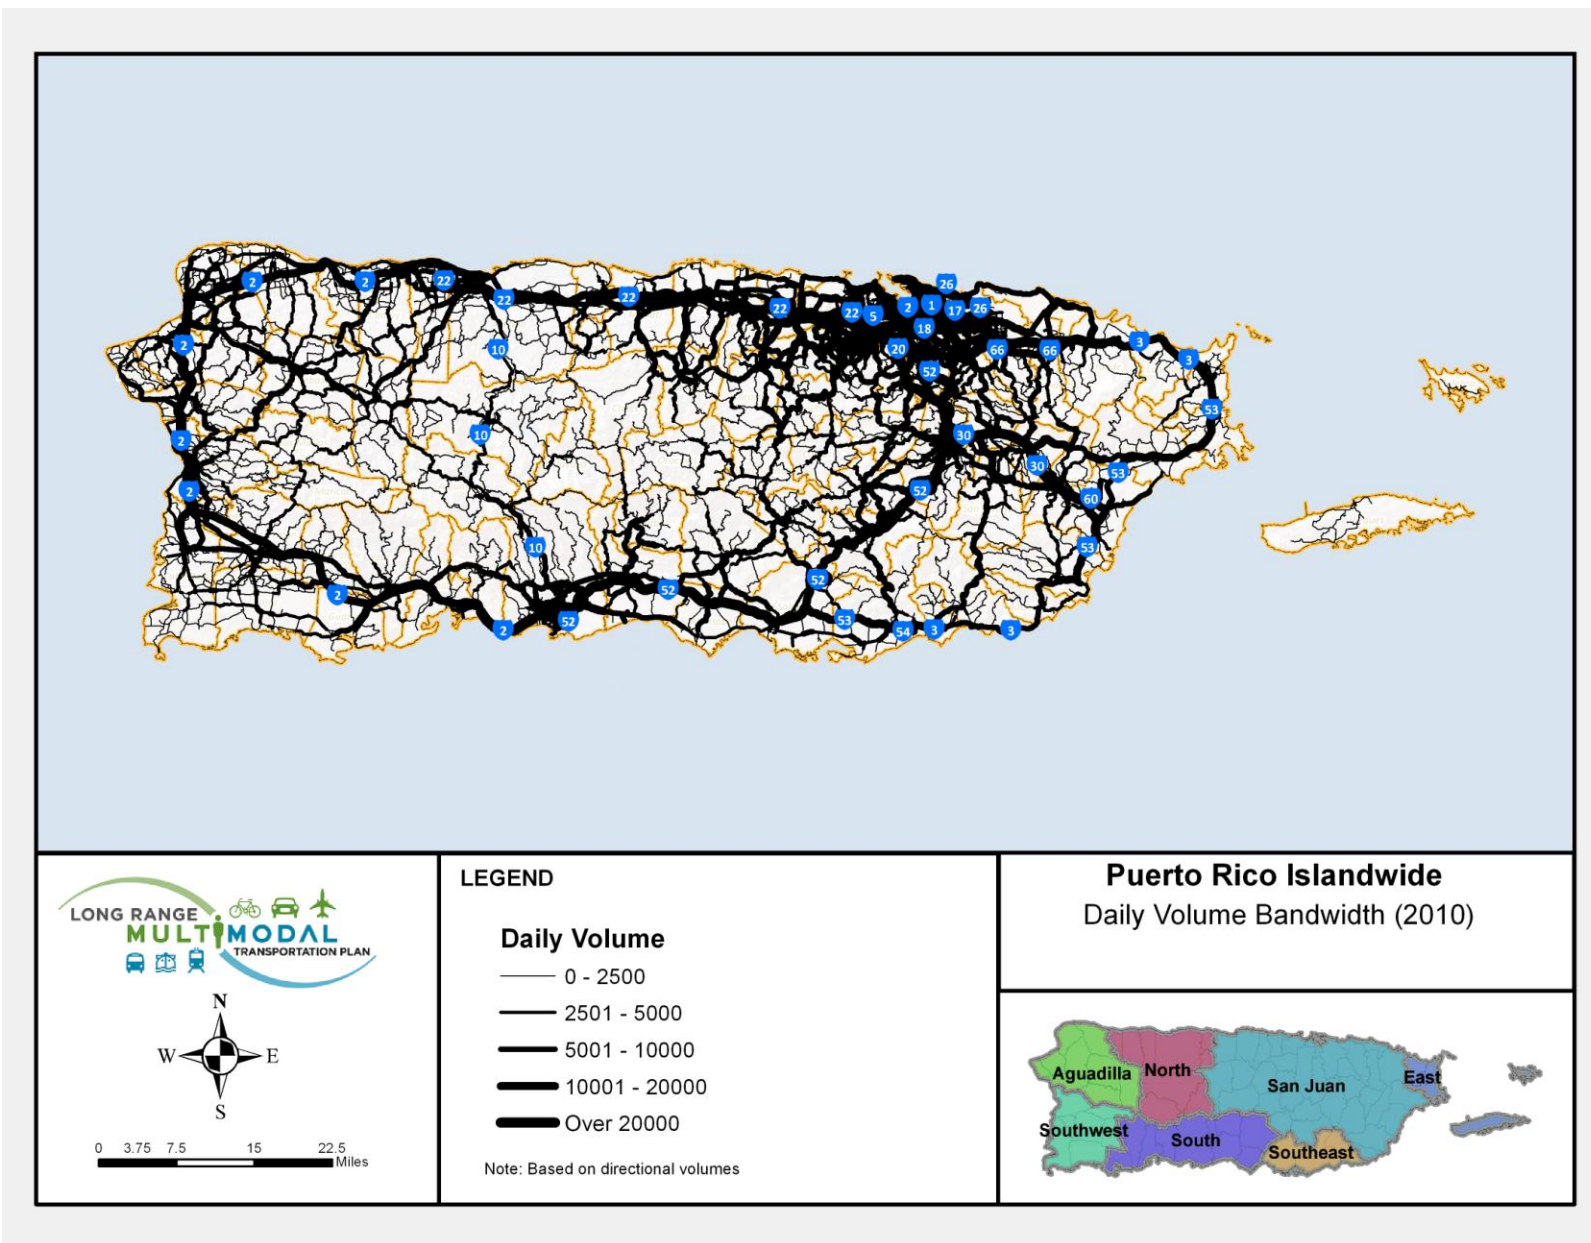 26
2
2
22
22
22
22
22
5
2
1
17
26
18
20
66
66
3
3
2
10
52
53
2
10
30
30
53
2
52
60
10
53
2
52
52
2
52
53
54
3
3
LONG RANGE
MULTIMODAL
TRANSPORTATION PLAN
N
W
E
S
0 3.75 7.5 15 22.5
Miles
LEGEND
Daily Volume
0 - 2500
2501 - 5000
5001 - 10000
10001 - 20000
Over 20000
Note: Based on directional volumes
Puerto Rico Islandwide
Daily Volume Bandwidth (2010)
Aguadilla
North
San Juan
East
Southwest
South
Southeast